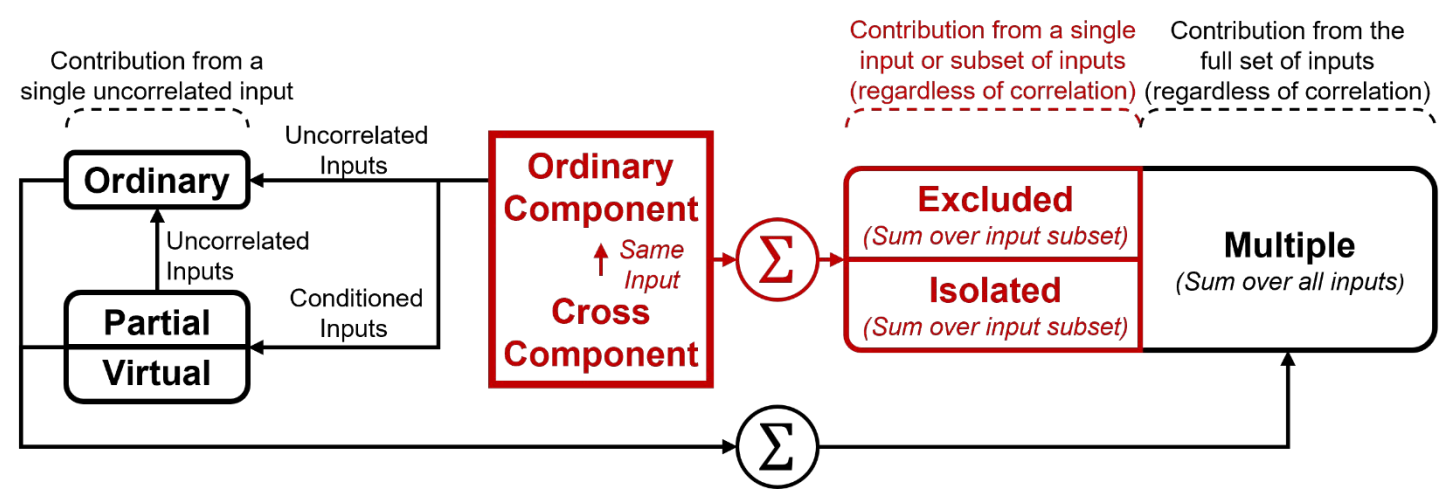 Contribution from a
single uncorrelated input
Contribution from a single
input or subset of inputs
(regardless of correlation)
Contribution from the
full set of inputs
(regardless of correlation)
Uncorrelated
Inputs
Ordinary
Uncorrelated
Inputs
Partial
Virtual
Conditioned
Inputs
Ordinary
Component
Same
Input
Cross
Component
Σ
Excluded
(Sum over input subset)
Isolated
(Sum over input subset)
Multiple
(Sum over all inputs)
Σ